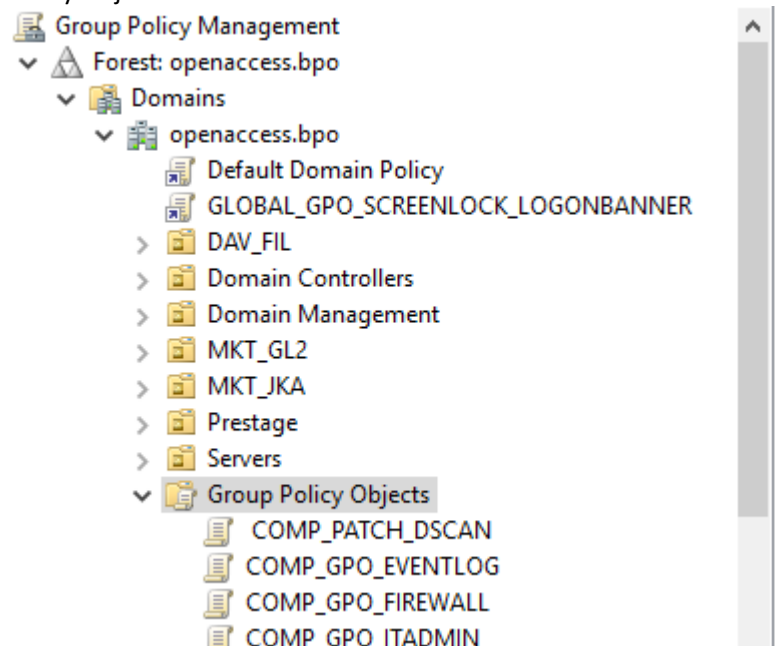 Group Policy Management
Forest: openaccess.bpo
Domains
openaccess.bpo
Default Domain Policy
GLOBAL_GPO_SCREENLOCK_LOGONBANNER
DAV_FIL
Domain Controllers
Domain Management
MKT_GL2
MKT_JKA
Prestage
Servers
Group Policy Objects
COMP_PATCH_DSCAN
COMP_GPO_EVENTLOG
COMP_GPO_FIREWALL
COMP_GPO_ITADMIN